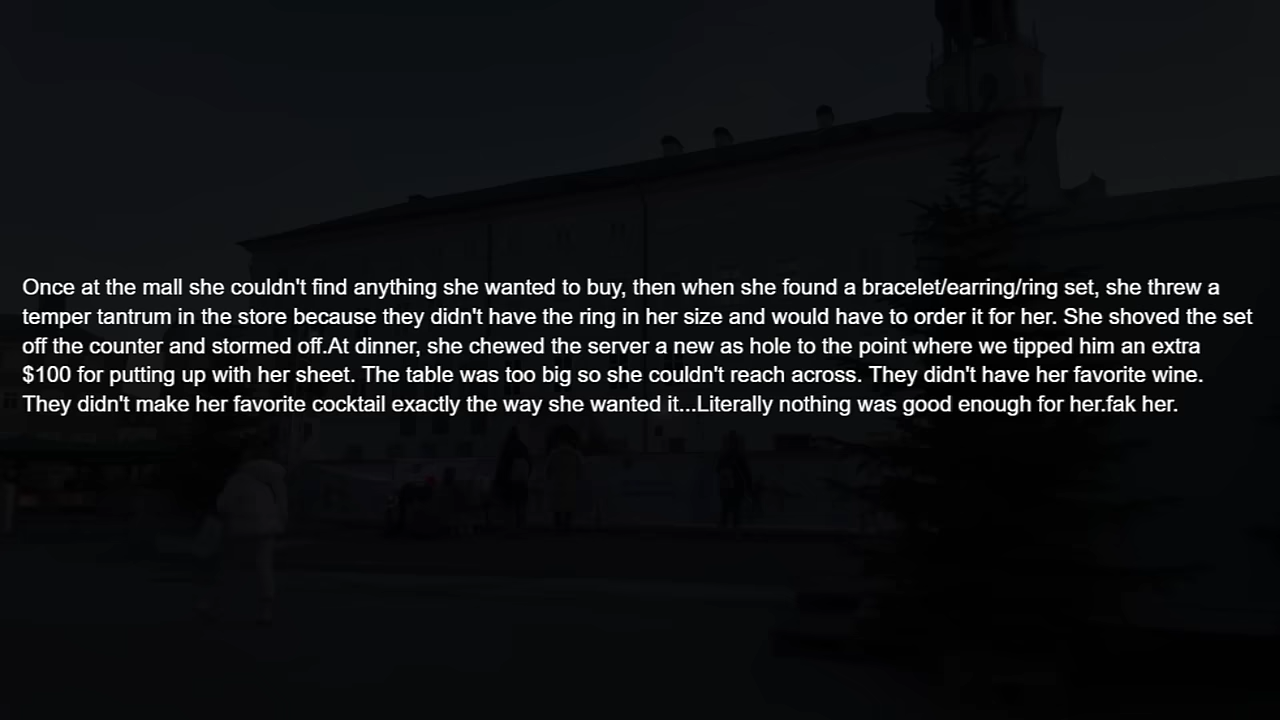 Once at the mall she couldn't find anything she wanted to buy, then when she found a bracelet/earring/ring set, she threw a
temper tantrum in the store because they didn't have the ring in her size and would have to order it for her. She shoved the set
off the counter and stormed off.At dinner, she chewed the server a new as hole to the point where we tipped him an extra
$100 for putting up with her sheet. The table was too big so she couldn't reach across. They didn't have her favorite wine.
They didn't make her favorite cocktail exactly the way she wanted it...Literally nothing was good enough for her.fak her.